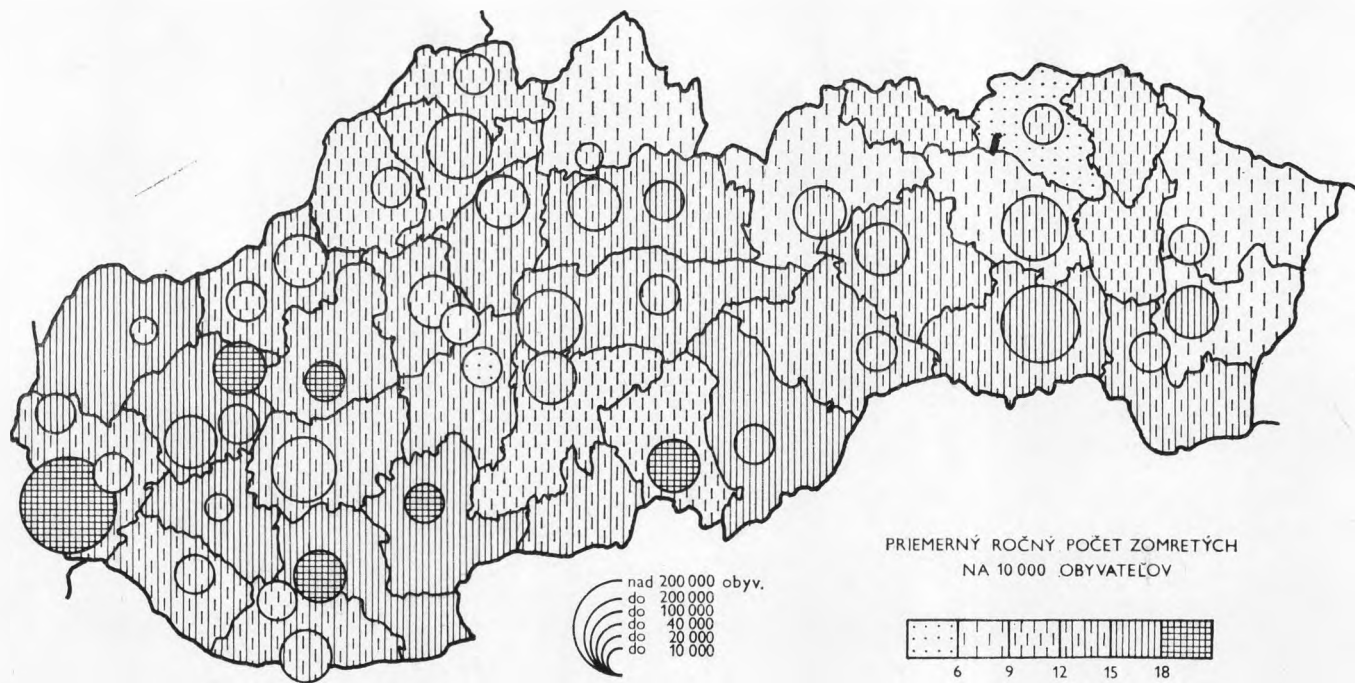 nad 200 000 obyv.
do 200 000
do 100 000
do 40 000
do 20 000
do 10 000
PRIEMERNÝ ROČNÝ POČET ZOMRETÝCH
NA 10 000 OBYVATEĽOV
6 9 12 15 18